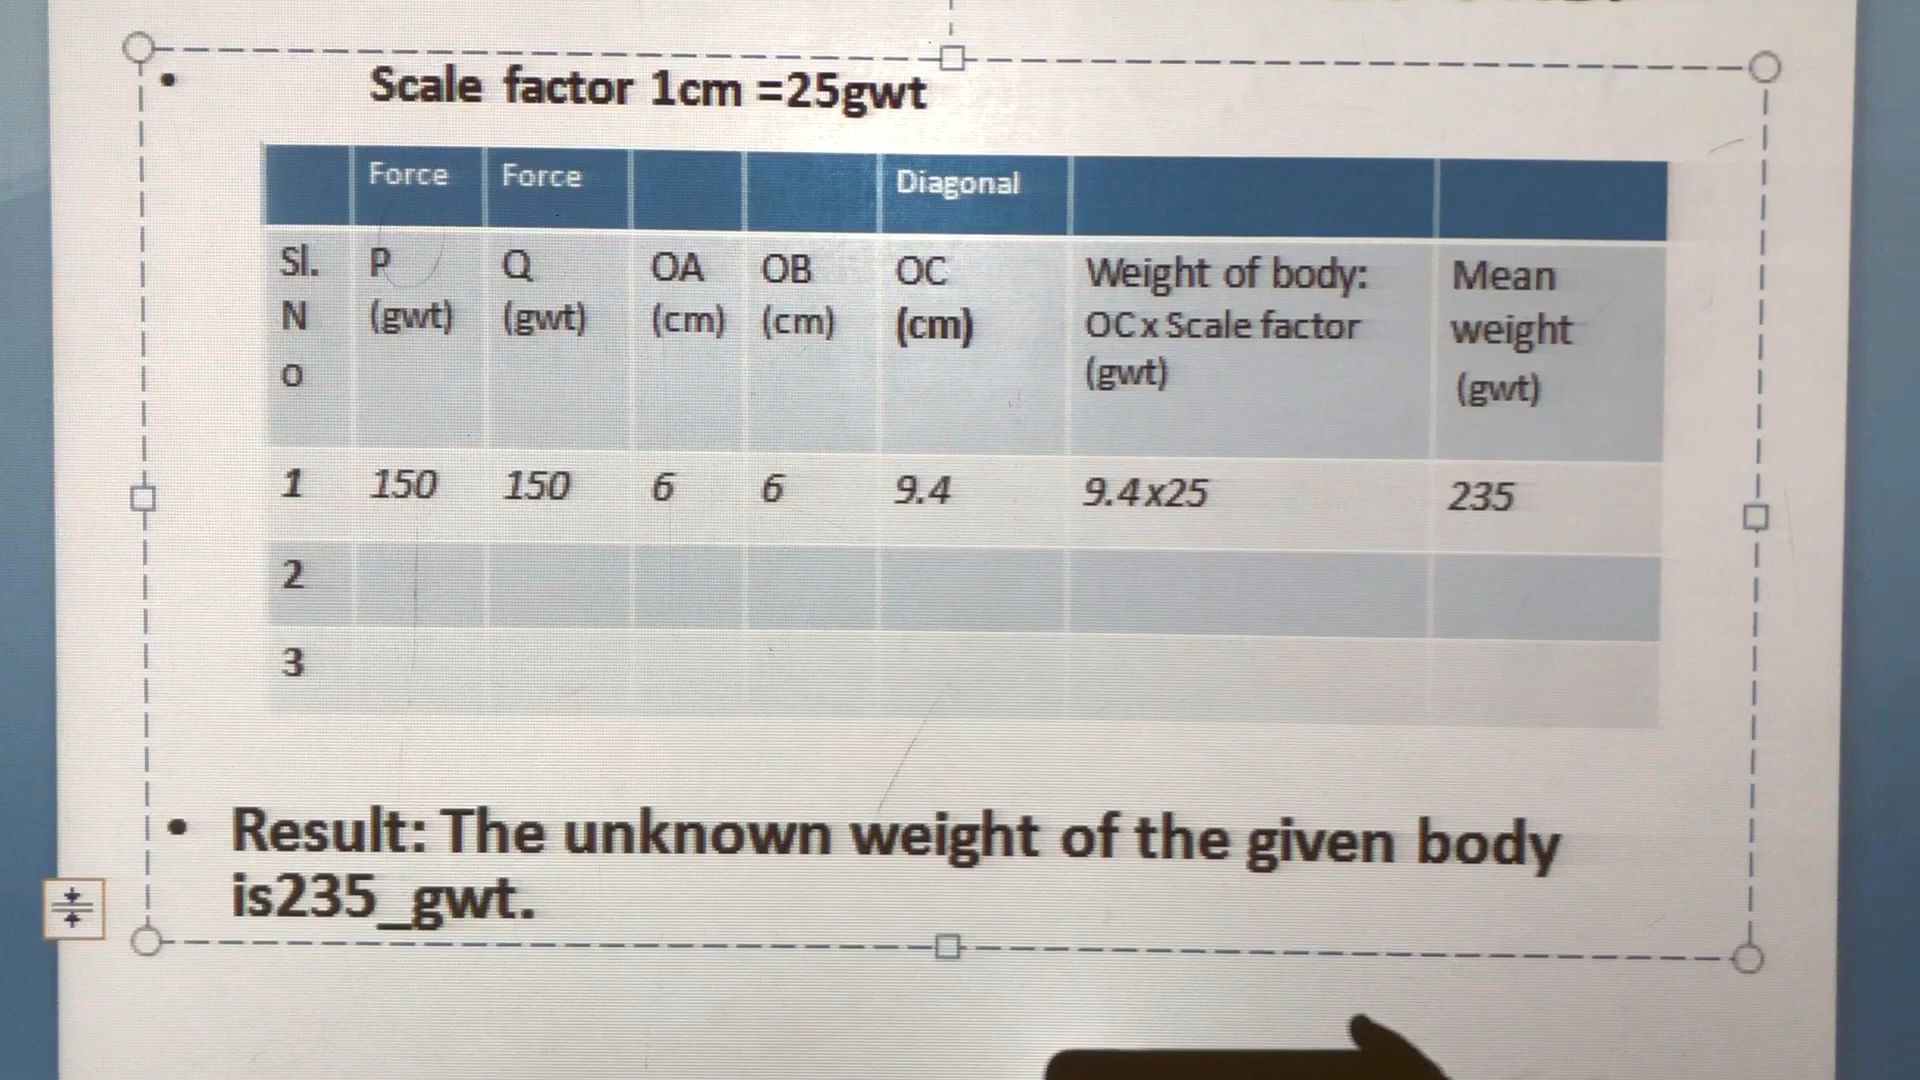 • Scale factor 1cm =25gwt
Force Force Diagonal
Sl. No P (gwt) Q (gwt) OA (cm) OB (cm) OC (cm) Weight of body: OCx Scale factor (gwt) Mean weight (gwt)
1 150 150 6 6 9.4 9.4x25 235
2
3
• Result: The unknown weight of the given body
is235_gwt.